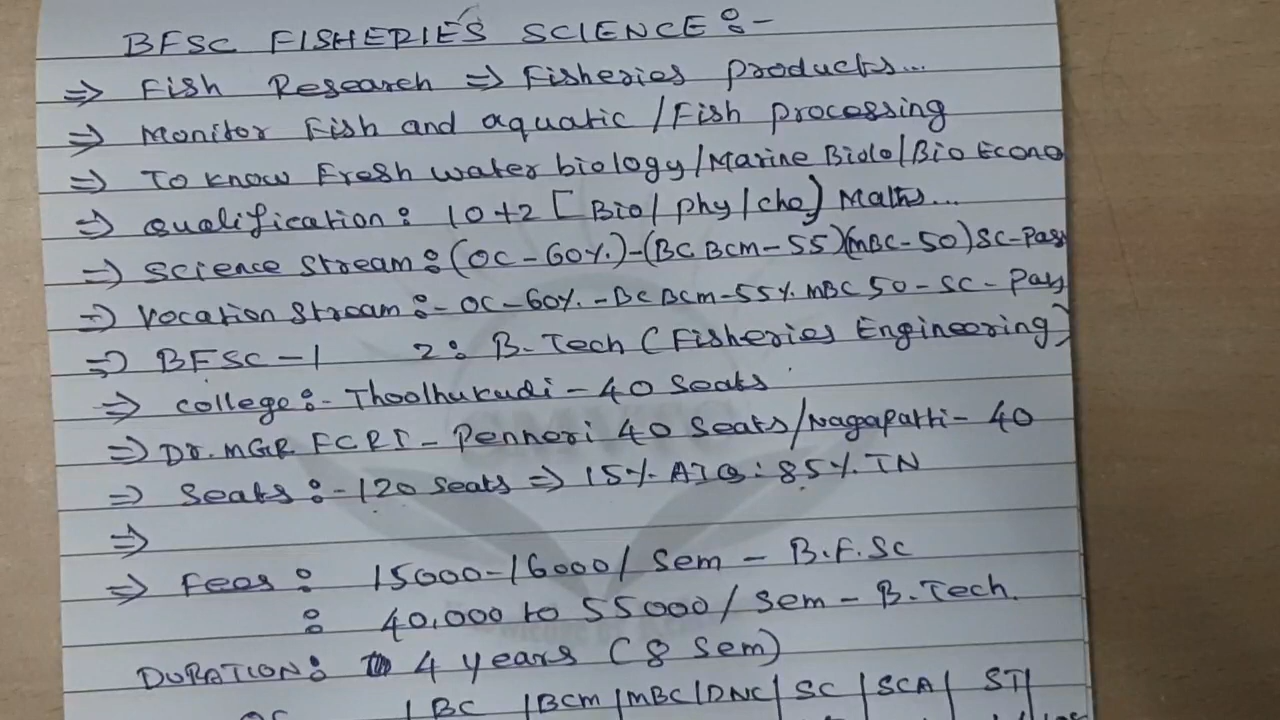 BFSC FISHERIES SCIENCE :-
⇒ Fish Research ⇒ Fisheries products...
⇒ Monitor Fish and aquatic / Fish processing
⇒ To know Fresh water biology / Marine Biolo / Bio Econo
⇒ Qualification : 10+2 [Bio / phy / che] Maths...
⇒ Science Stream : (OC-60%)-(BC BCM-55)(MBC-50) SC-Pass
⇒ Vocation Stream :- OC-60%-BC BCM-55% MBC 50-SC-Pass
⇒ BFSC-1 2: B.Tech (Fisheries Engineering)
⇒ College :- Thoolhukudi - 40 Seats
⇒ Dr. MGR FCRI - Ponneri 40 Seats / Nagapatti - 40
⇒ Seats :- 120 Seats ⇒ 15% AIQ : 85% TN
⇒
⇒ Fees : 15000-16000 / Sem - B.F.Sc
: 40,000 to 55000 / Sem - B.Tech.
DURATION : 4 years (8 Sem)
OC | BC | BCM | MBC | DNC | SC | SCA | ST |